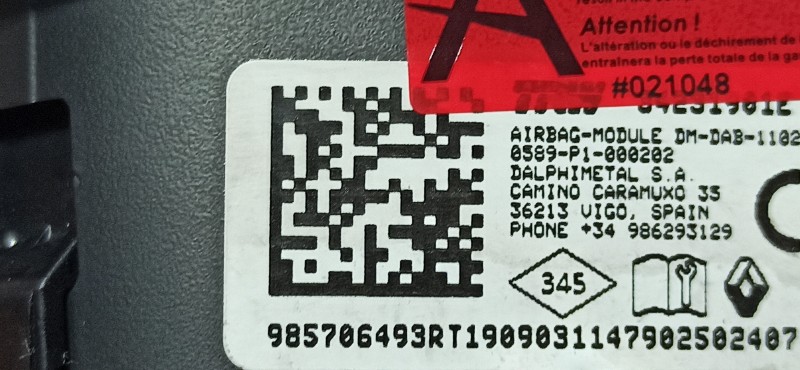 Attention !
L'altération ou le déchirement de
entraînera la perte totale de la ga
#021048
AIRBAG-MODULE DM-DAB-1102
0589-P1-000202
DALPHIMETAL S.A.
CAMINO CARAMUXO 35
36213 VIGO, SPAIN
PHONE +34 986293129
345
985706493RT1909031147902502407